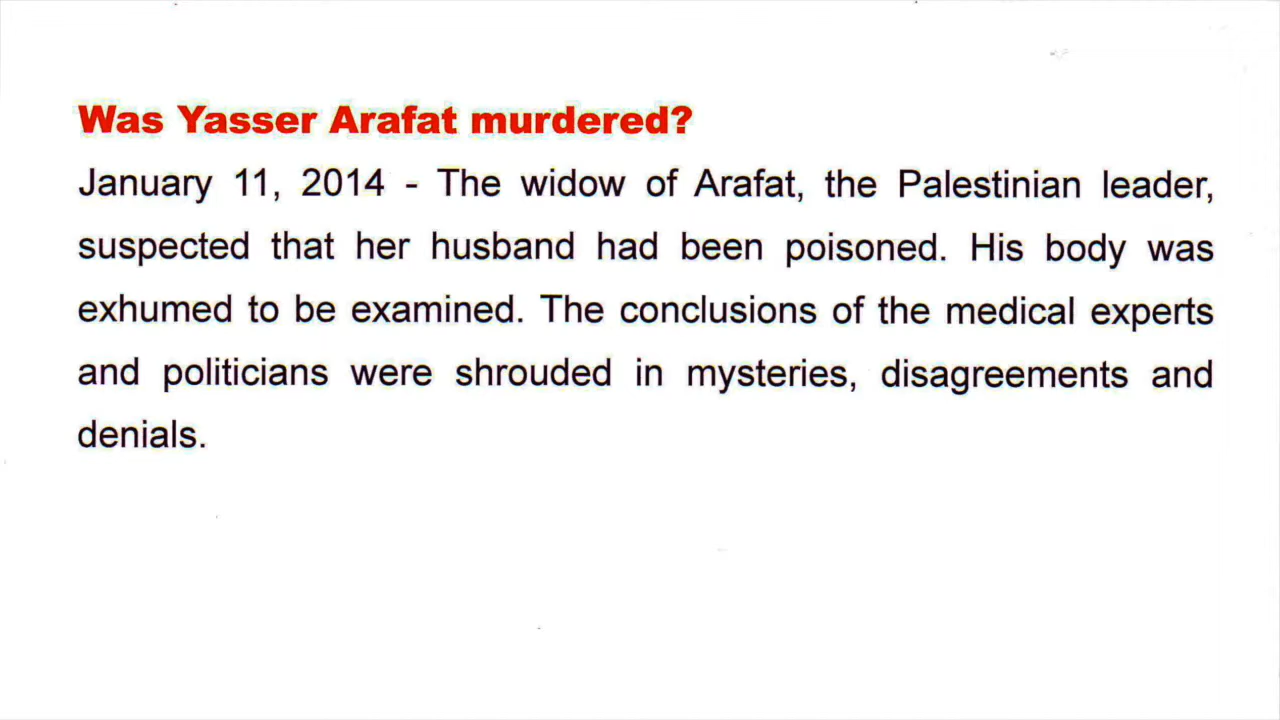 Was Yasser Arafat murdered?
January 11, 2014 - The widow of Arafat, the Palestinian leader,
suspected that her husband had been poisoned. His body was
exhumed to be examined. The conclusions of the medical experts
and politicians were shrouded in mysteries, disagreements and
denials.